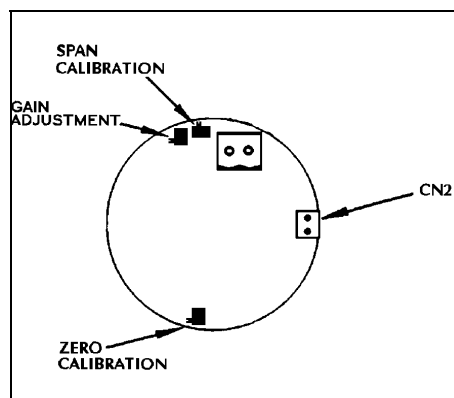 SPAN
CALIBRATION
GAIN
ADJUSTMENT
CN2
ZERO
CALIBRATION